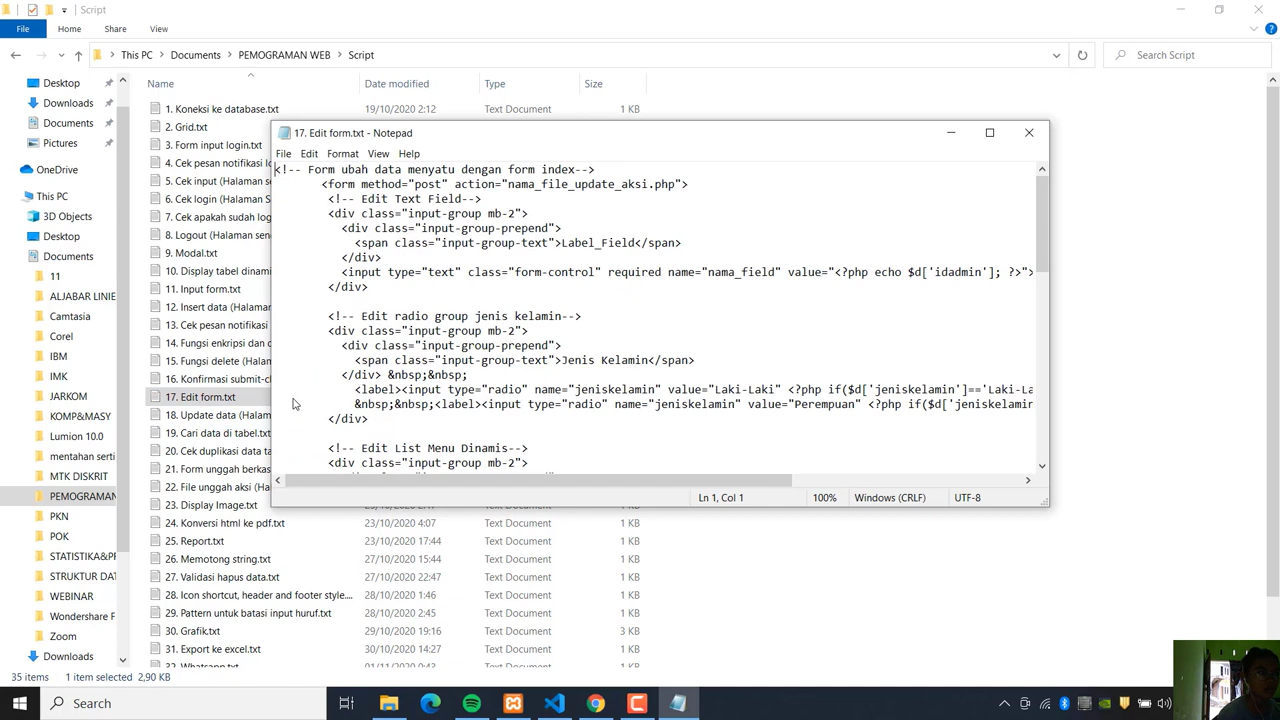 Script
File Home Share View
This PC Documents PEMOGRAMAN WEB Script
Search Script
Name Date modified Type Size
Desktop
Downloads
Documents
Pictures
OneDrive
This PC
3D Objects
Desktop
Documents
11
ALJABAR LINIE
Camtasia
Corel
IBM
IMK
JARKOM
KOMP&MASY
Lumion 10.0
mentahan serti
MTK DISKRIT
PEMOGRAMAN
PKN
POK
STATISTIKA&PR
STRUKTUR DAT
WEBINAR
Wondershare F
Zoom
Downloads
1. Koneksi ke database.txt 19/10/2020 2:12 Text Document 1 KB
2. Grid.txt
3. Form input login.txt
4. Cek pesan notifikasi lo
5. Cek input (Halaman se
6. Cek login (Halaman S
7. Cek apakah sudah log
8. Logout (Halaman send
9. Modal.txt
10. Display tabel dinami
11. Input form.txt
12. Insert data (Halaman
13. Cek pesan notifikasi
14. Fungsi enkripsi dan d
15. Fungsi delete (Halam
16. Konfirmasi submit-cl
17. Edit form.txt
18. Update data (Halam
19. Cari data di tabel.txt
20. Cek duplikasi data ta
21. Form unggah berkas
22. File unggah aksi (Ha
23. Display Image.txt Text Document 1 KB
24. Konversi html ke pdf.txt 23/10/2020 4:07 Text Document 1 KB
25. Report.txt 23/10/2020 17:44 Text Document 1 KB
26. Memotong string.txt 27/10/2020 15:44 Text Document 1 KB
27. Validasi hapus data.txt 27/10/2020 22:47 Text Document 1 KB
28. Icon shortcut, header and footer style.... 28/10/2020 1:46 Text Document 1 KB
29. Pattern untuk batasi input huruf.txt 28/10/2020 2:45 Text Document 1 KB
30. Grafik.txt 29/10/2020 19:16 Text Document 3 KB
31. Export ke excel.txt 30/10/2020 14:27 Text Document 1 KB
32. Whatsapp.txt 01/11/2020 0:43 Text Document 1 KB
17. Edit form.txt - Notepad
File Edit Format View Help
<!-- Form ubah data menyatu dengan form index-->
<form method="post" action="nama_file_update_aksi.php">
<!-- Edit Text Field-->
<div class="input-group mb-2">
<div class="input-group-prepend">
<span class="input-group-text">Label_Field</span>
</div>
<input type="text" class="form-control" required name="nama_field" value="<?php echo $d['idadmin']; ?>">
</div>
<!-- Edit radio group jenis kelamin-->
<div class="input-group mb-2">
<div class="input-group-prepend">
<span class="input-group-text">Jenis Kelamin</span>
</div> &nbsp;&nbsp;
<label><input type="radio" name="jeniskelamin" value="Laki-Laki" <?php if($d['jeniskelamin']=='Laki-La
&nbsp;&nbsp;<label><input type="radio" name="jeniskelamin" value="Perempuan" <?php if($d['jeniskelamin
</div>
<!-- Edit List Menu Dinamis-->
<div class="input-group mb-2">
Ln 1, Col 1 100% Windows (CRLF) UTF-8
35 items 1 item selected 2,90 KB
Search